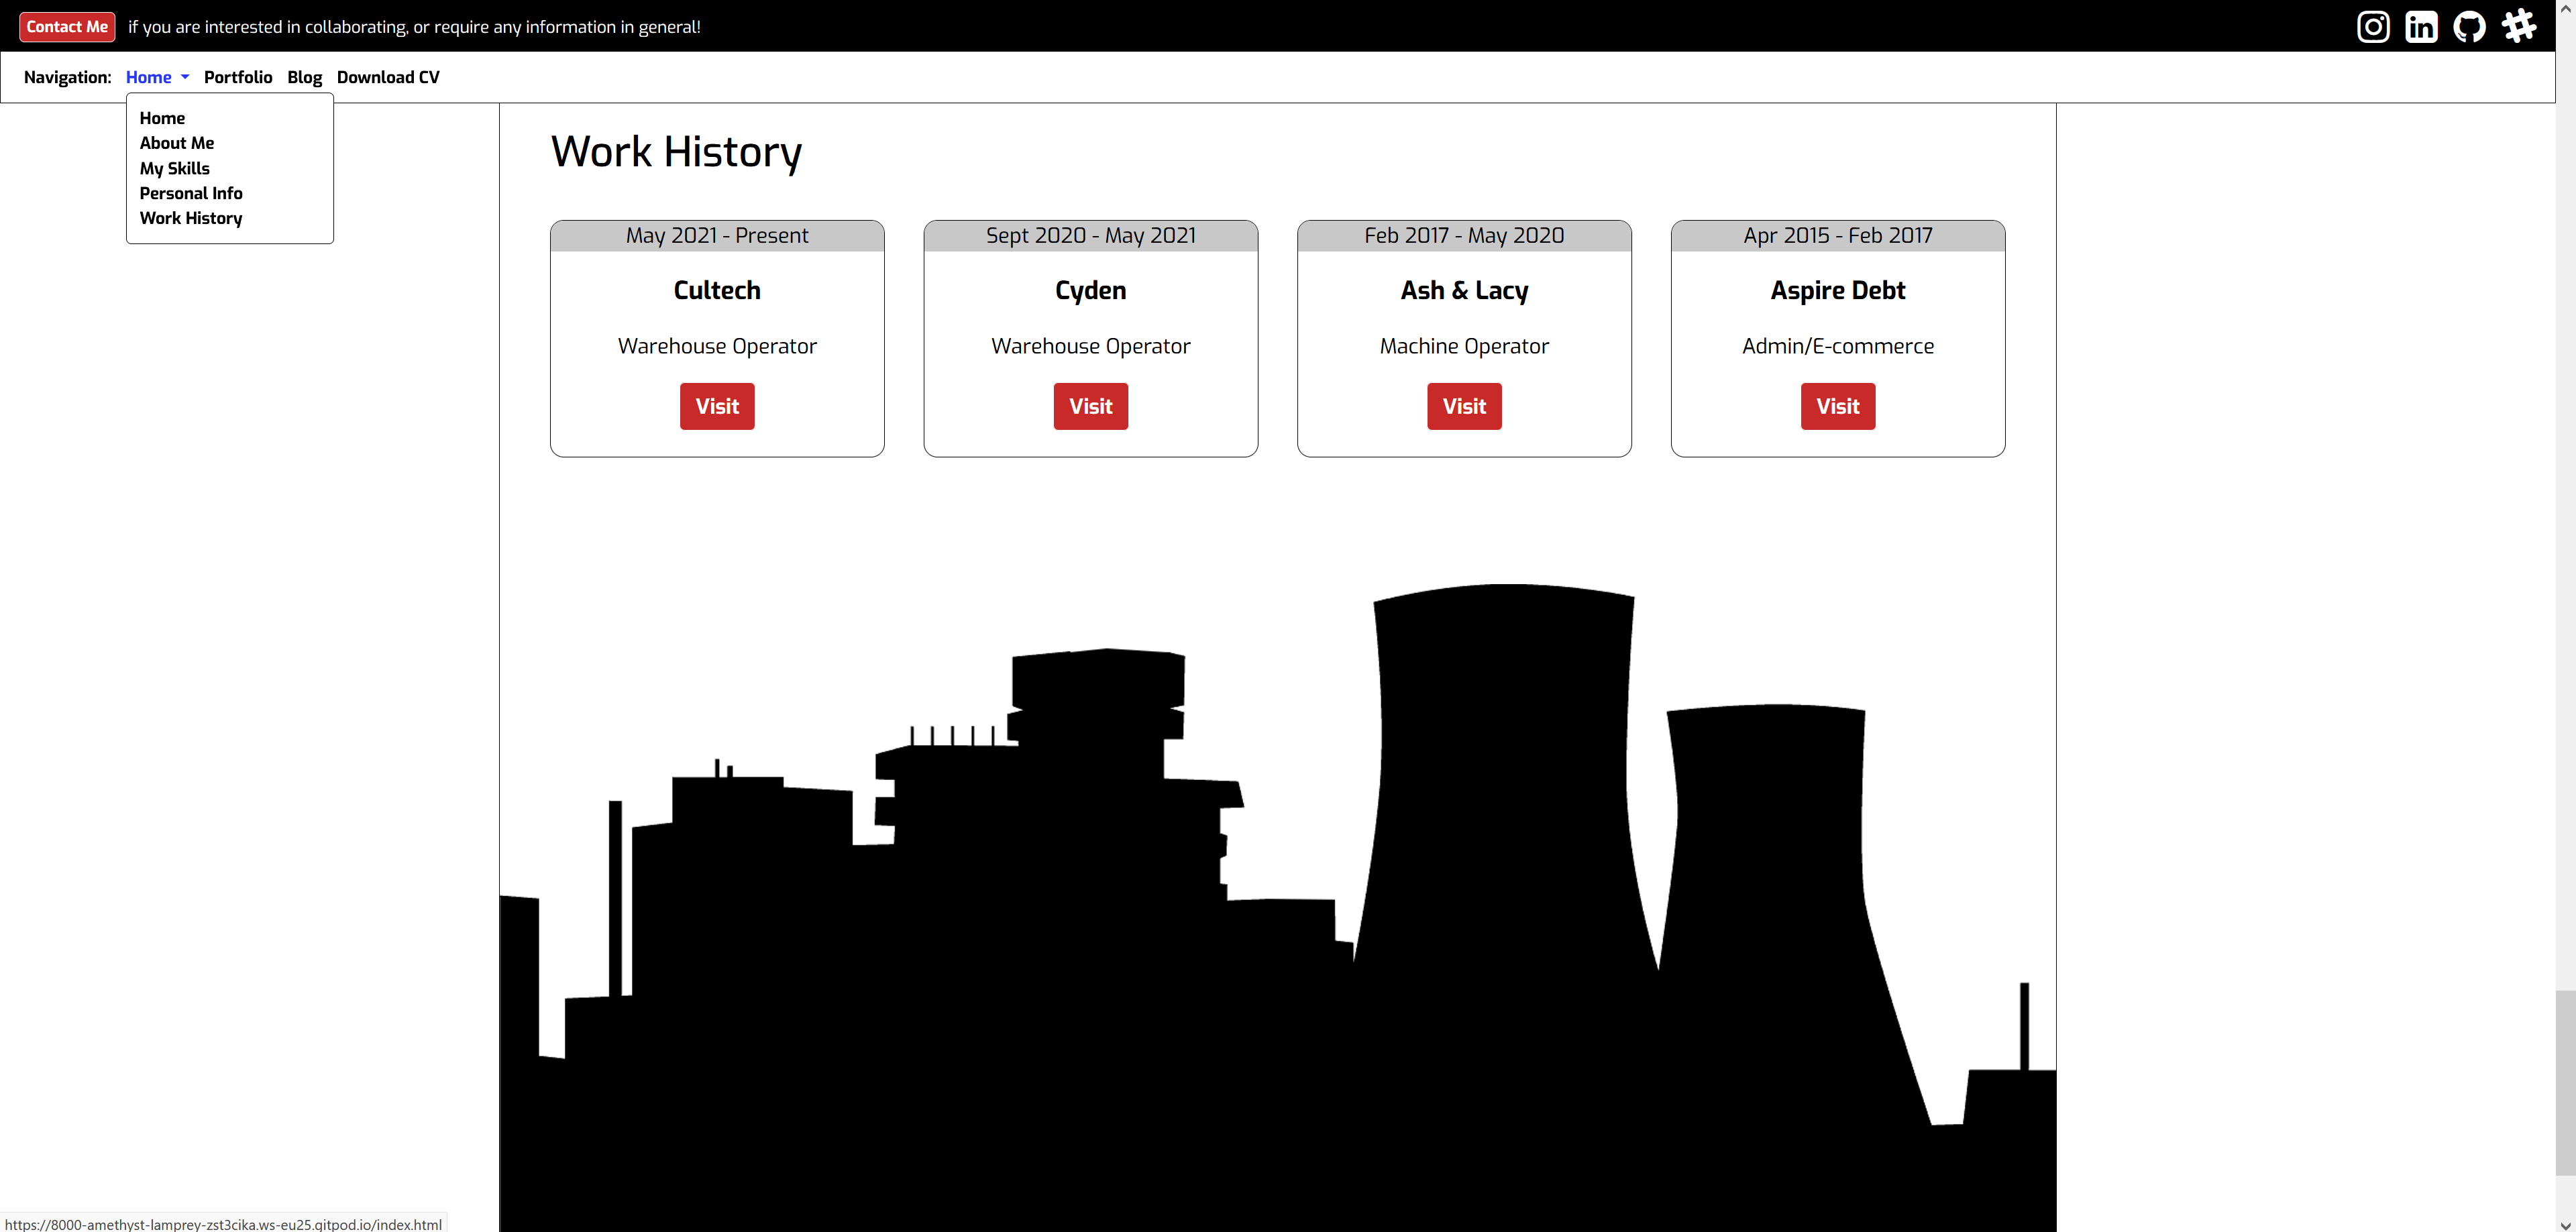 Contact Me if you are interested in collaborating, or require any information in general!
Navigation: Home Portfolio Blog Download CV
Home
About Me
My Skills
Personal Info
Work History
Work History
May 2021 - Present
Cultech
Warehouse Operator
Visit
Sept 2020 - May 2021
Cyden
Warehouse Operator
Visit
Feb 2017 - May 2020
Ash & Lacy
Machine Operator
Visit
Apr 2015 - Feb 2017
Aspire Debt
Admin/E-commerce
Visit
https://8000-amethyst-lamprey-zst3cika.ws-eu25.gitpod.io/index.html